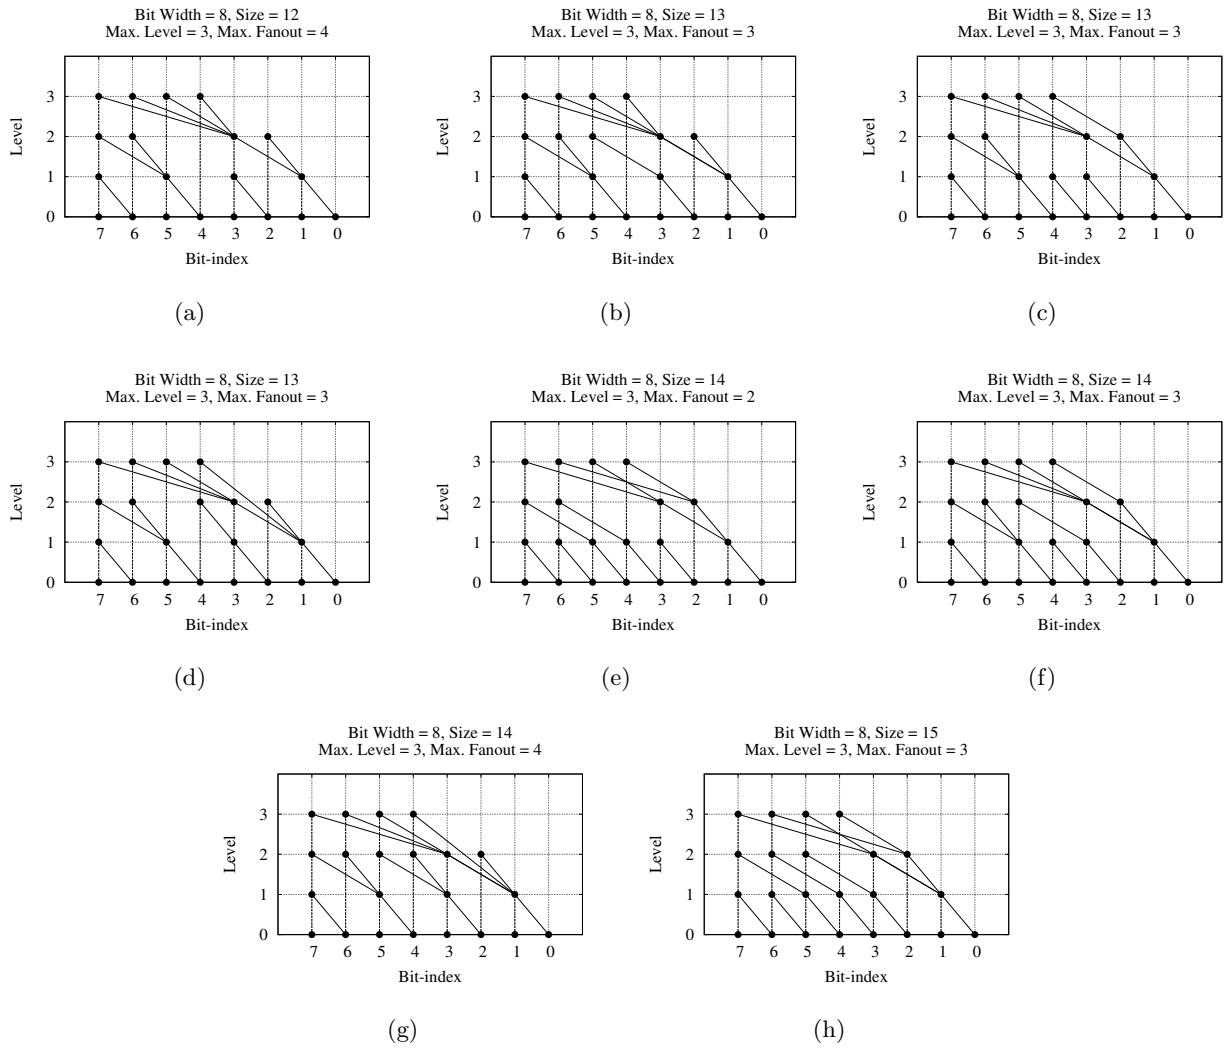 Bit Width = 8, Size = 12
Max. Level = 3, Max. Fanout = 4
3
2
1
0
Level
7 6 5 4 3 2 1 0
Bit-index
(a)
Bit Width = 8, Size = 13
Max. Level = 3, Max. Fanout = 3
3
2
1
0
Level
7 6 5 4 3 2 1 0
Bit-index
(b)
Bit Width = 8, Size = 13
Max. Level = 3, Max. Fanout = 3
3
2
1
0
Level
7 6 5 4 3 2 1 0
Bit-index
(c)
Bit Width = 8, Size = 13
Max. Level = 3, Max. Fanout = 3
3
2
1
0
Level
7 6 5 4 3 2 1 0
Bit-index
(d)
Bit Width = 8, Size = 14
Max. Level = 3, Max. Fanout = 2
3
2
1
0
Level
7 6 5 4 3 2 1 0
Bit-index
(e)
Bit Width = 8, Size = 14
Max. Level = 3, Max. Fanout = 3
3
2
1
0
Level
7 6 5 4 3 2 1 0
Bit-index
(f)
Bit Width = 8, Size = 14
Max. Level = 3, Max. Fanout = 4
3
2
1
0
Level
7 6 5 4 3 2 1 0
Bit-index
(g)
Bit Width = 8, Size = 15
Max. Level = 3, Max. Fanout = 3
3
2
1
0
Level
7 6 5 4 3 2 1 0
Bit-index
(h)